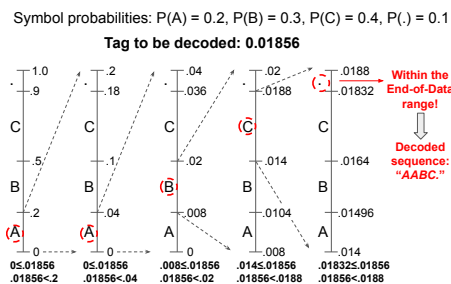 Symbol probabilities: P(A) = 0.2, P(B) = 0.3, P(C) = 0.4, P(.) = 0.1
Tag to be decoded: 0.01856
. 1.0 . .2 . .04 . .02 . .0188
.9 .18 .036 .0188 .01832
C C C C C
.5 .1 .02 .014 .0164
B B B B B
.2 .04 .008 .0104 .01496
A A A A A
0 0 0 .008 .014
0≤.01856 0≤.01856 .008≤.01856 .014≤.01856 .01832≤.01856
.01856<.2 .01856<.04 .01856<.02 .01856<.0188 .01856<.0188
Within the
End-of-Data
range!
Decoded
sequence:
“AABC.”